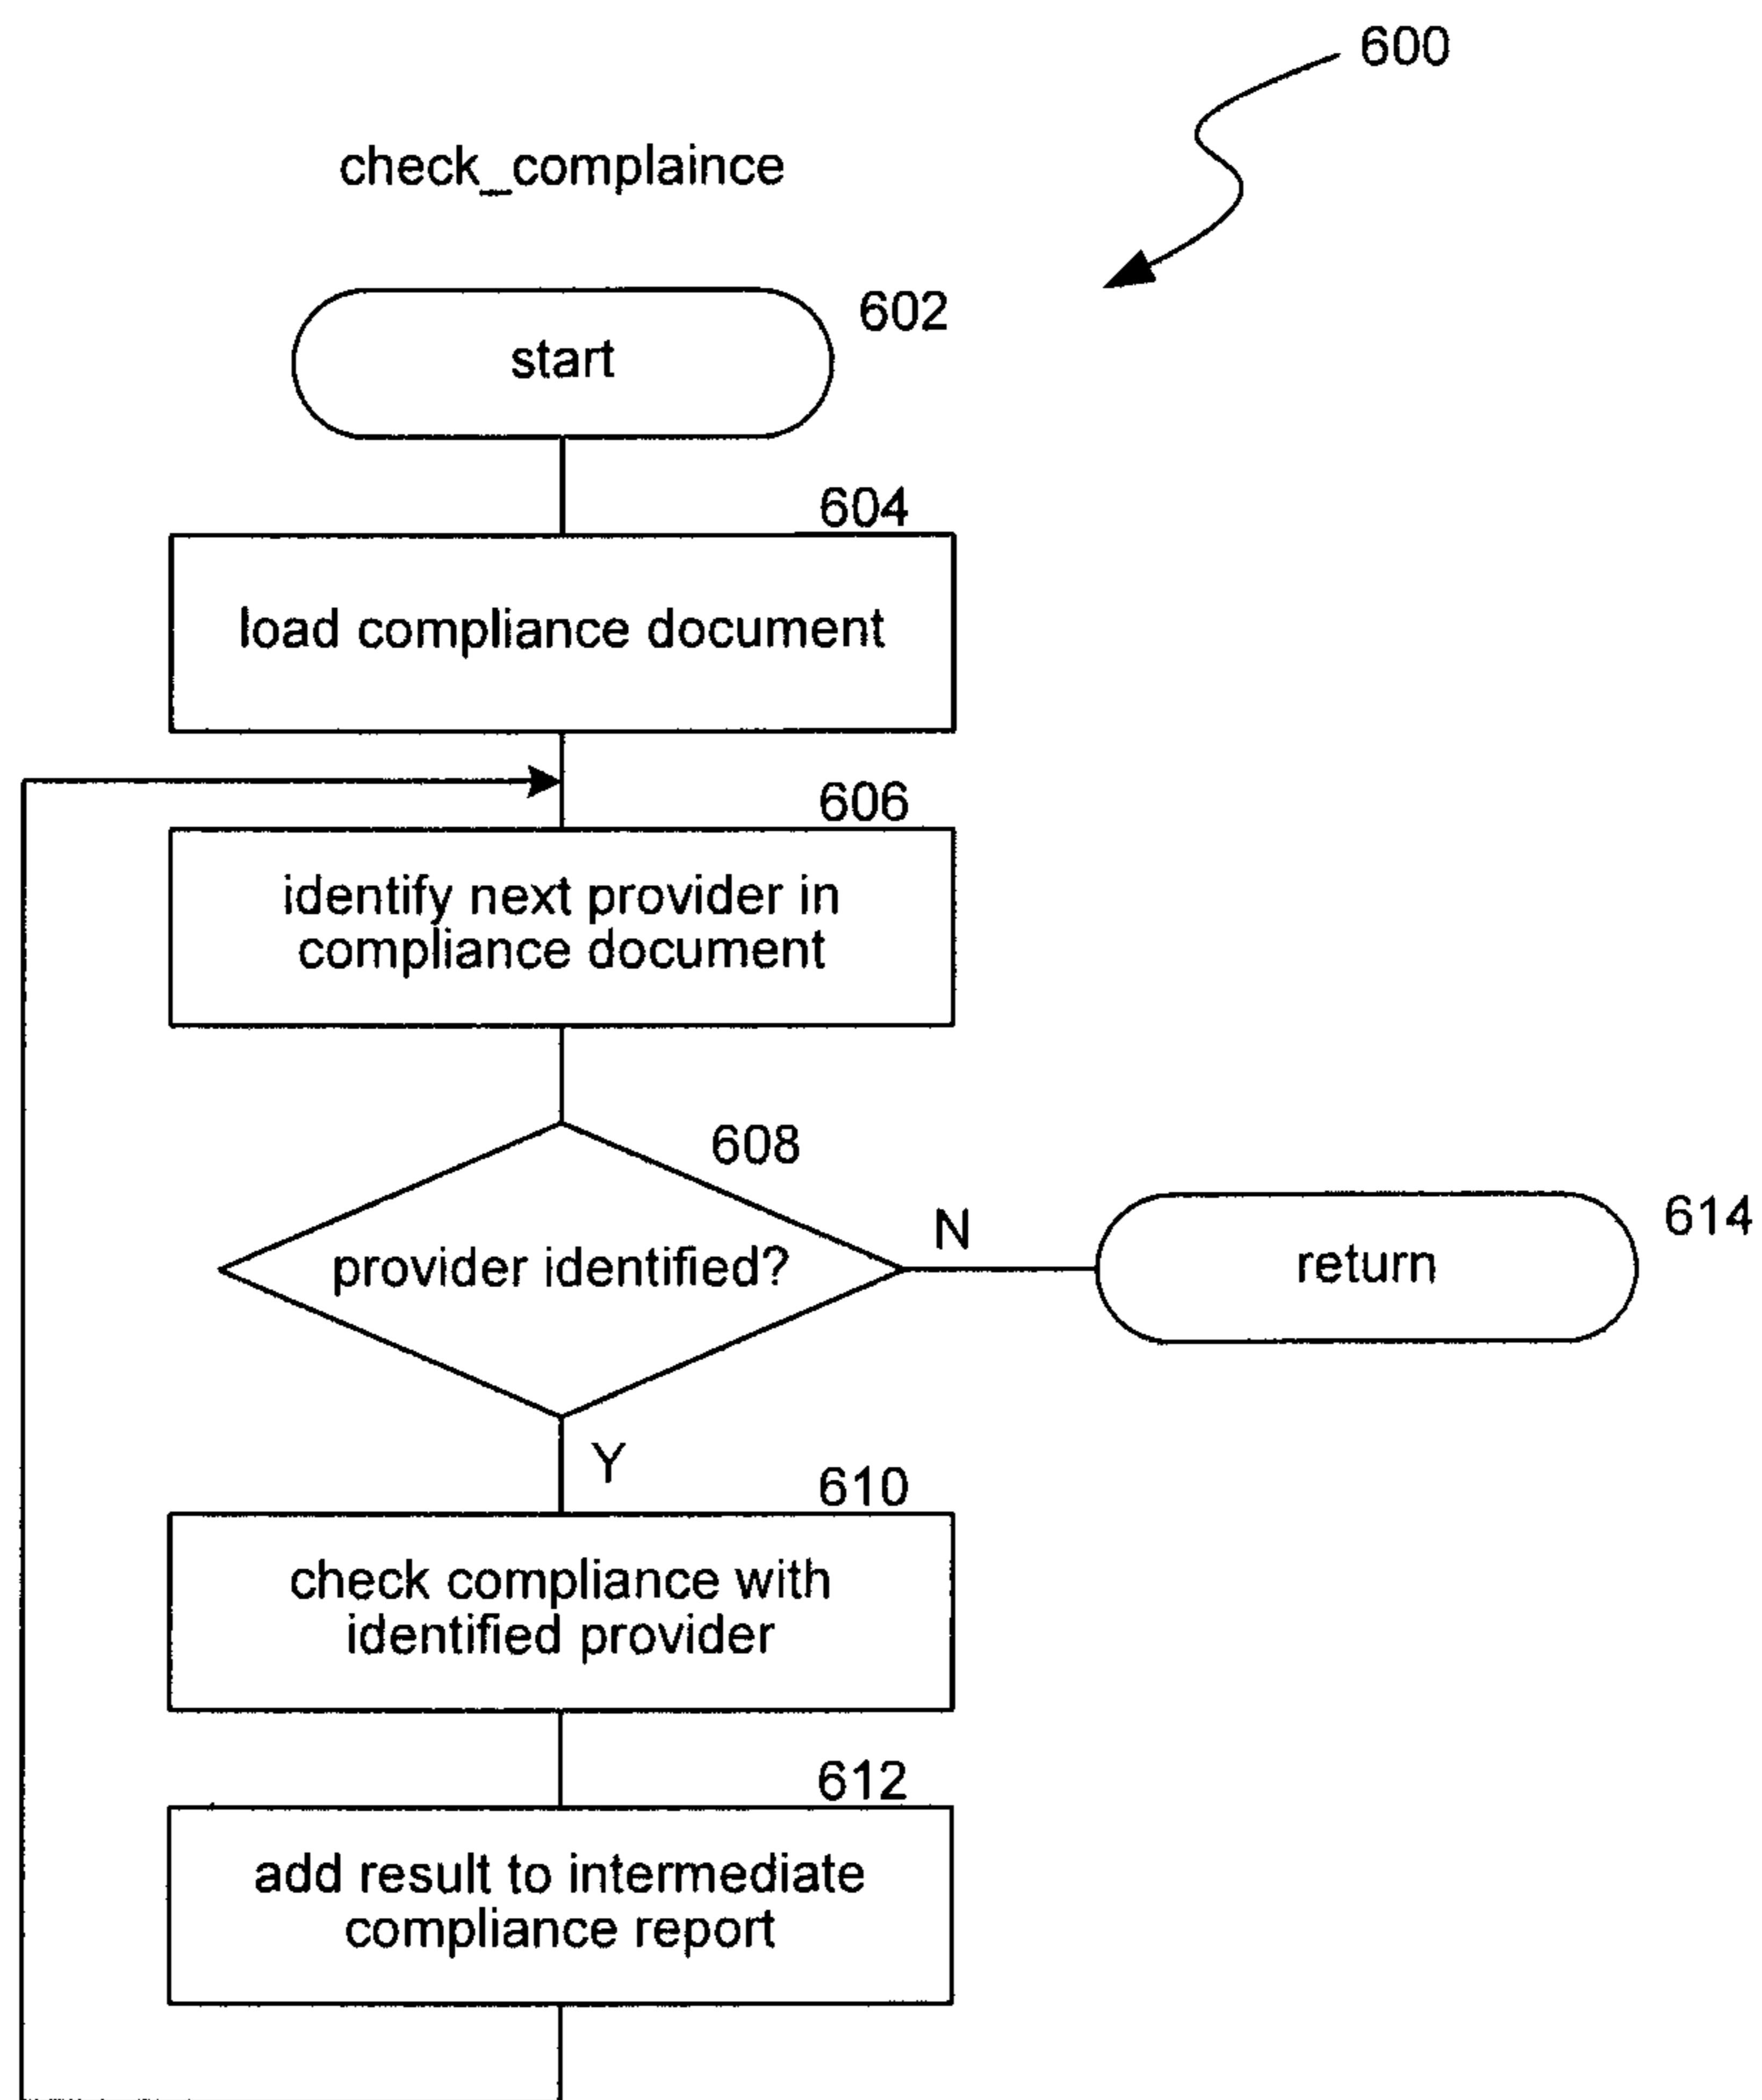 600
check_complaince
602
start
604
load compliance document
606
identify next provider in
compliance document
608
provider identified?
N
614
return
Y
610
check compliance with
identified provider
612
add result to intermediate
compliance report